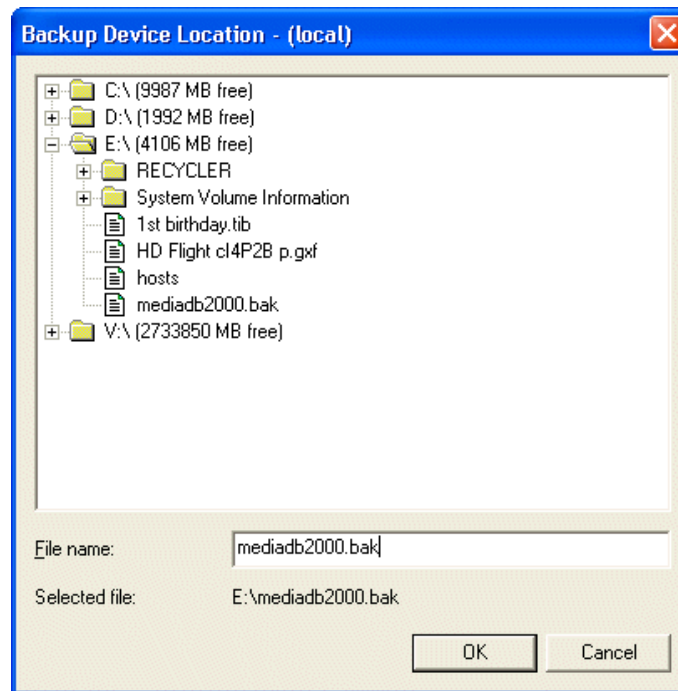 Backup Device Location - (local)
C:\ (9987 MB free)
D:\ (1992 MB free)
E:\ (4106 MB free)
RECYCLER
System Volume Information
1st birthday.tib
HD Flight cl4P2B p.gxf
hosts
mediadb2000.bak
V:\ (2733850 MB free)
File name: mediadb2000.bak
Selected file: E:\mediadb2000.bak
OK Cancel